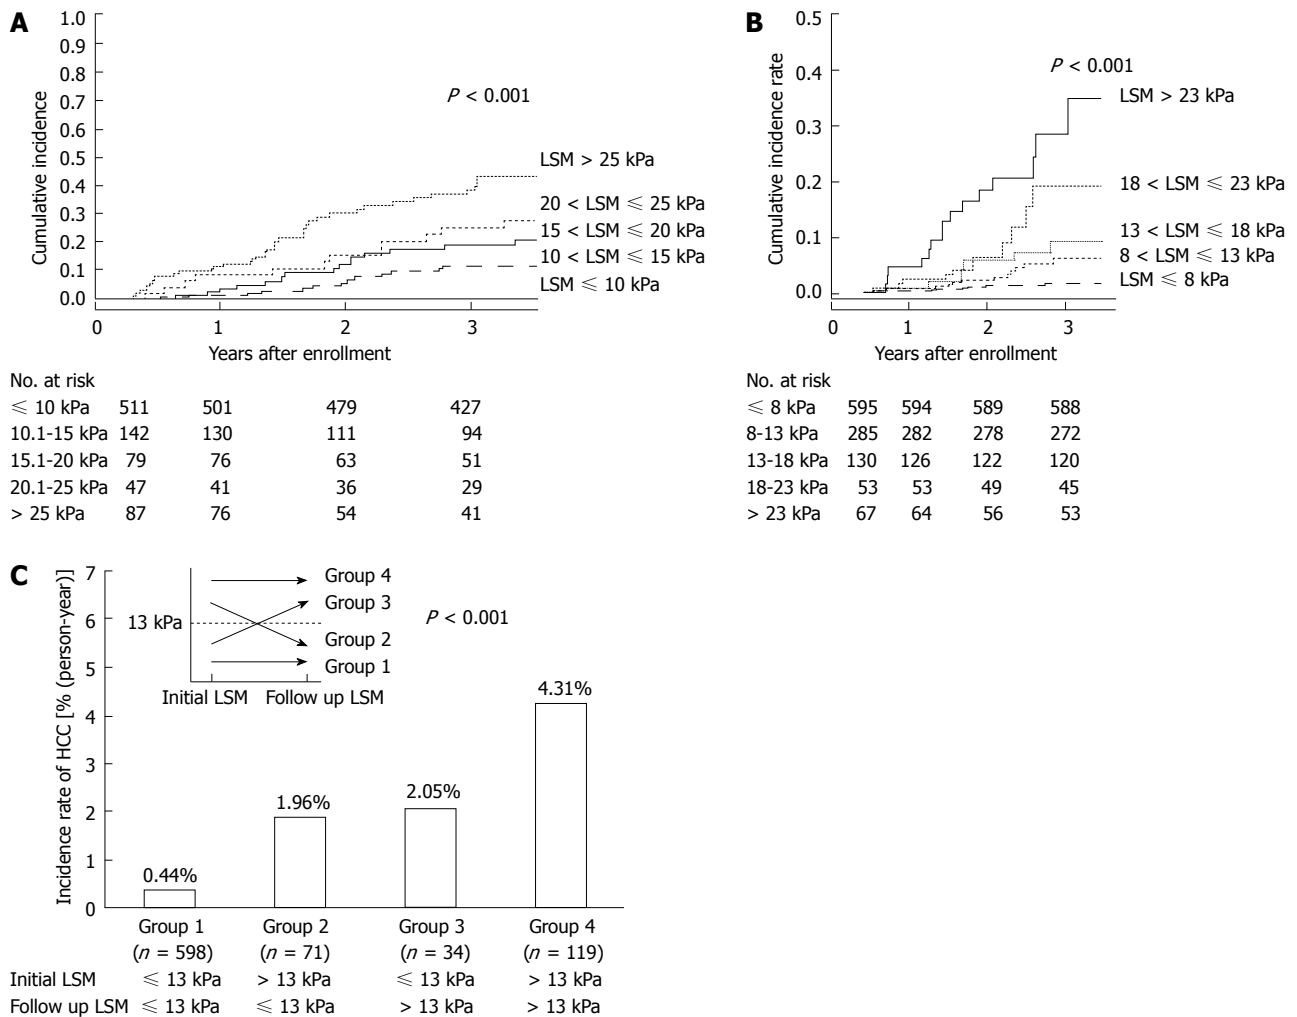 A
1.0
0.9
0.8
0.7
0.6
0.5
0.4
0.3
0.2
0.1
0.0
Cumulative incidence
P < 0.001
LSM > 25 kPa
20 < LSM ⩽ 25 kPa
15 < LSM ⩽ 20 kPa
10 < LSM ⩽ 15 kPa
LSM ⩽ 10 kPa
0 1 2 3
Years after enrollment
No. at risk
⩽ 10 kPa 511 501 479 427
10.1-15 kPa 142 130 111 94
15.1-20 kPa 79 76 63 51
20.1-25 kPa 47 41 36 29
> 25 kPa 87 76 54 41
B
0.5
0.4
0.3
0.2
0.1
0.0
Cumulative incidence rate
P < 0.001
LSM > 23 kPa
18 < LSM ⩽ 23 kPa
13 < LSM ⩽ 18 kPa
8 < LSM ⩽ 13 kPa
LSM ⩽ 8 kPa
0 1 2 3
Years after enrollment
No. at risk
⩽ 8 kPa 595 594 589 588
8-13 kPa 285 282 278 272
13-18 kPa 130 126 122 120
18-23 kPa 53 53 49 45
> 23 kPa 67 64 56 53
C
7
6
5
4
3
2
1
0
Incidence rate of HCC [% (person-year)]
13 kPa
Group 4
Group 3
Group 2
Group 1
Initial LSM Follow up LSM
P < 0.001
0.44%
1.96%
2.05%
4.31%
Group 1 Group 2 Group 3 Group 4
(n = 598) (n = 71) (n = 34) (n = 119)
Initial LSM ⩽ 13 kPa > 13 kPa ⩽ 13 kPa > 13 kPa
Follow up LSM ⩽ 13 kPa ⩽ 13 kPa > 13 kPa > 13 kPa